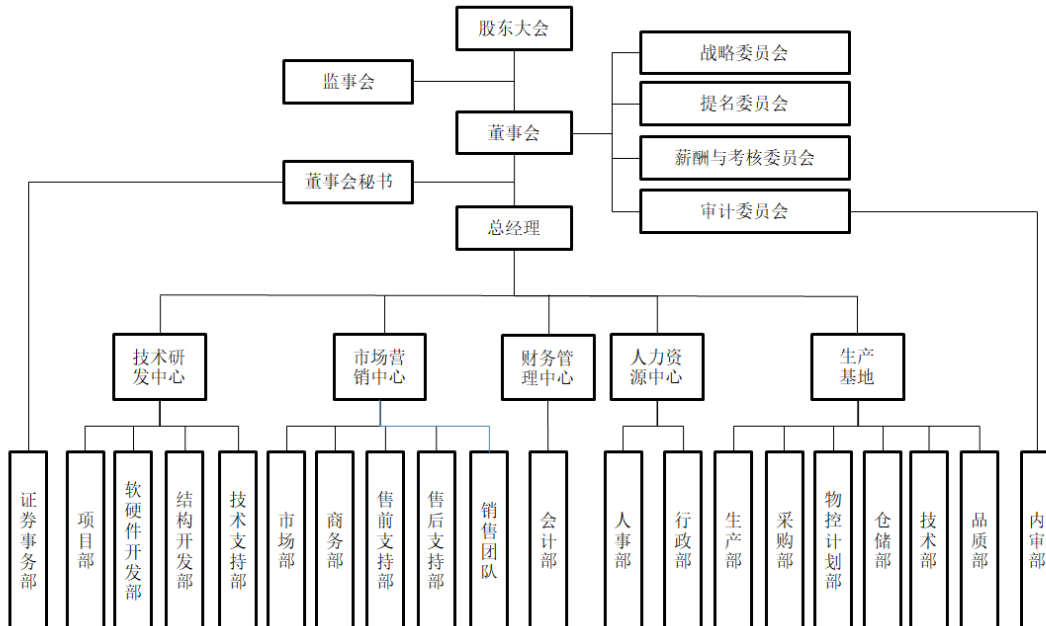 股东大会
战略委员会
监事会
提名委员会
董事会
薪酬与考核委员会
董事会秘书
审计委员会
总经理
技术研
发中心
市场营
销中心
财务管
理中心
人力资
源中心
生产
基地
证券事务部
项目部
软硬件开发部
结构开发部
技术支持部
市场部
商务部
售前支持部
售后支持部
销售团队
会计部
人事部
行政部
生产部
采购部
物控计划部
仓储部
技术部
品质部
内审部